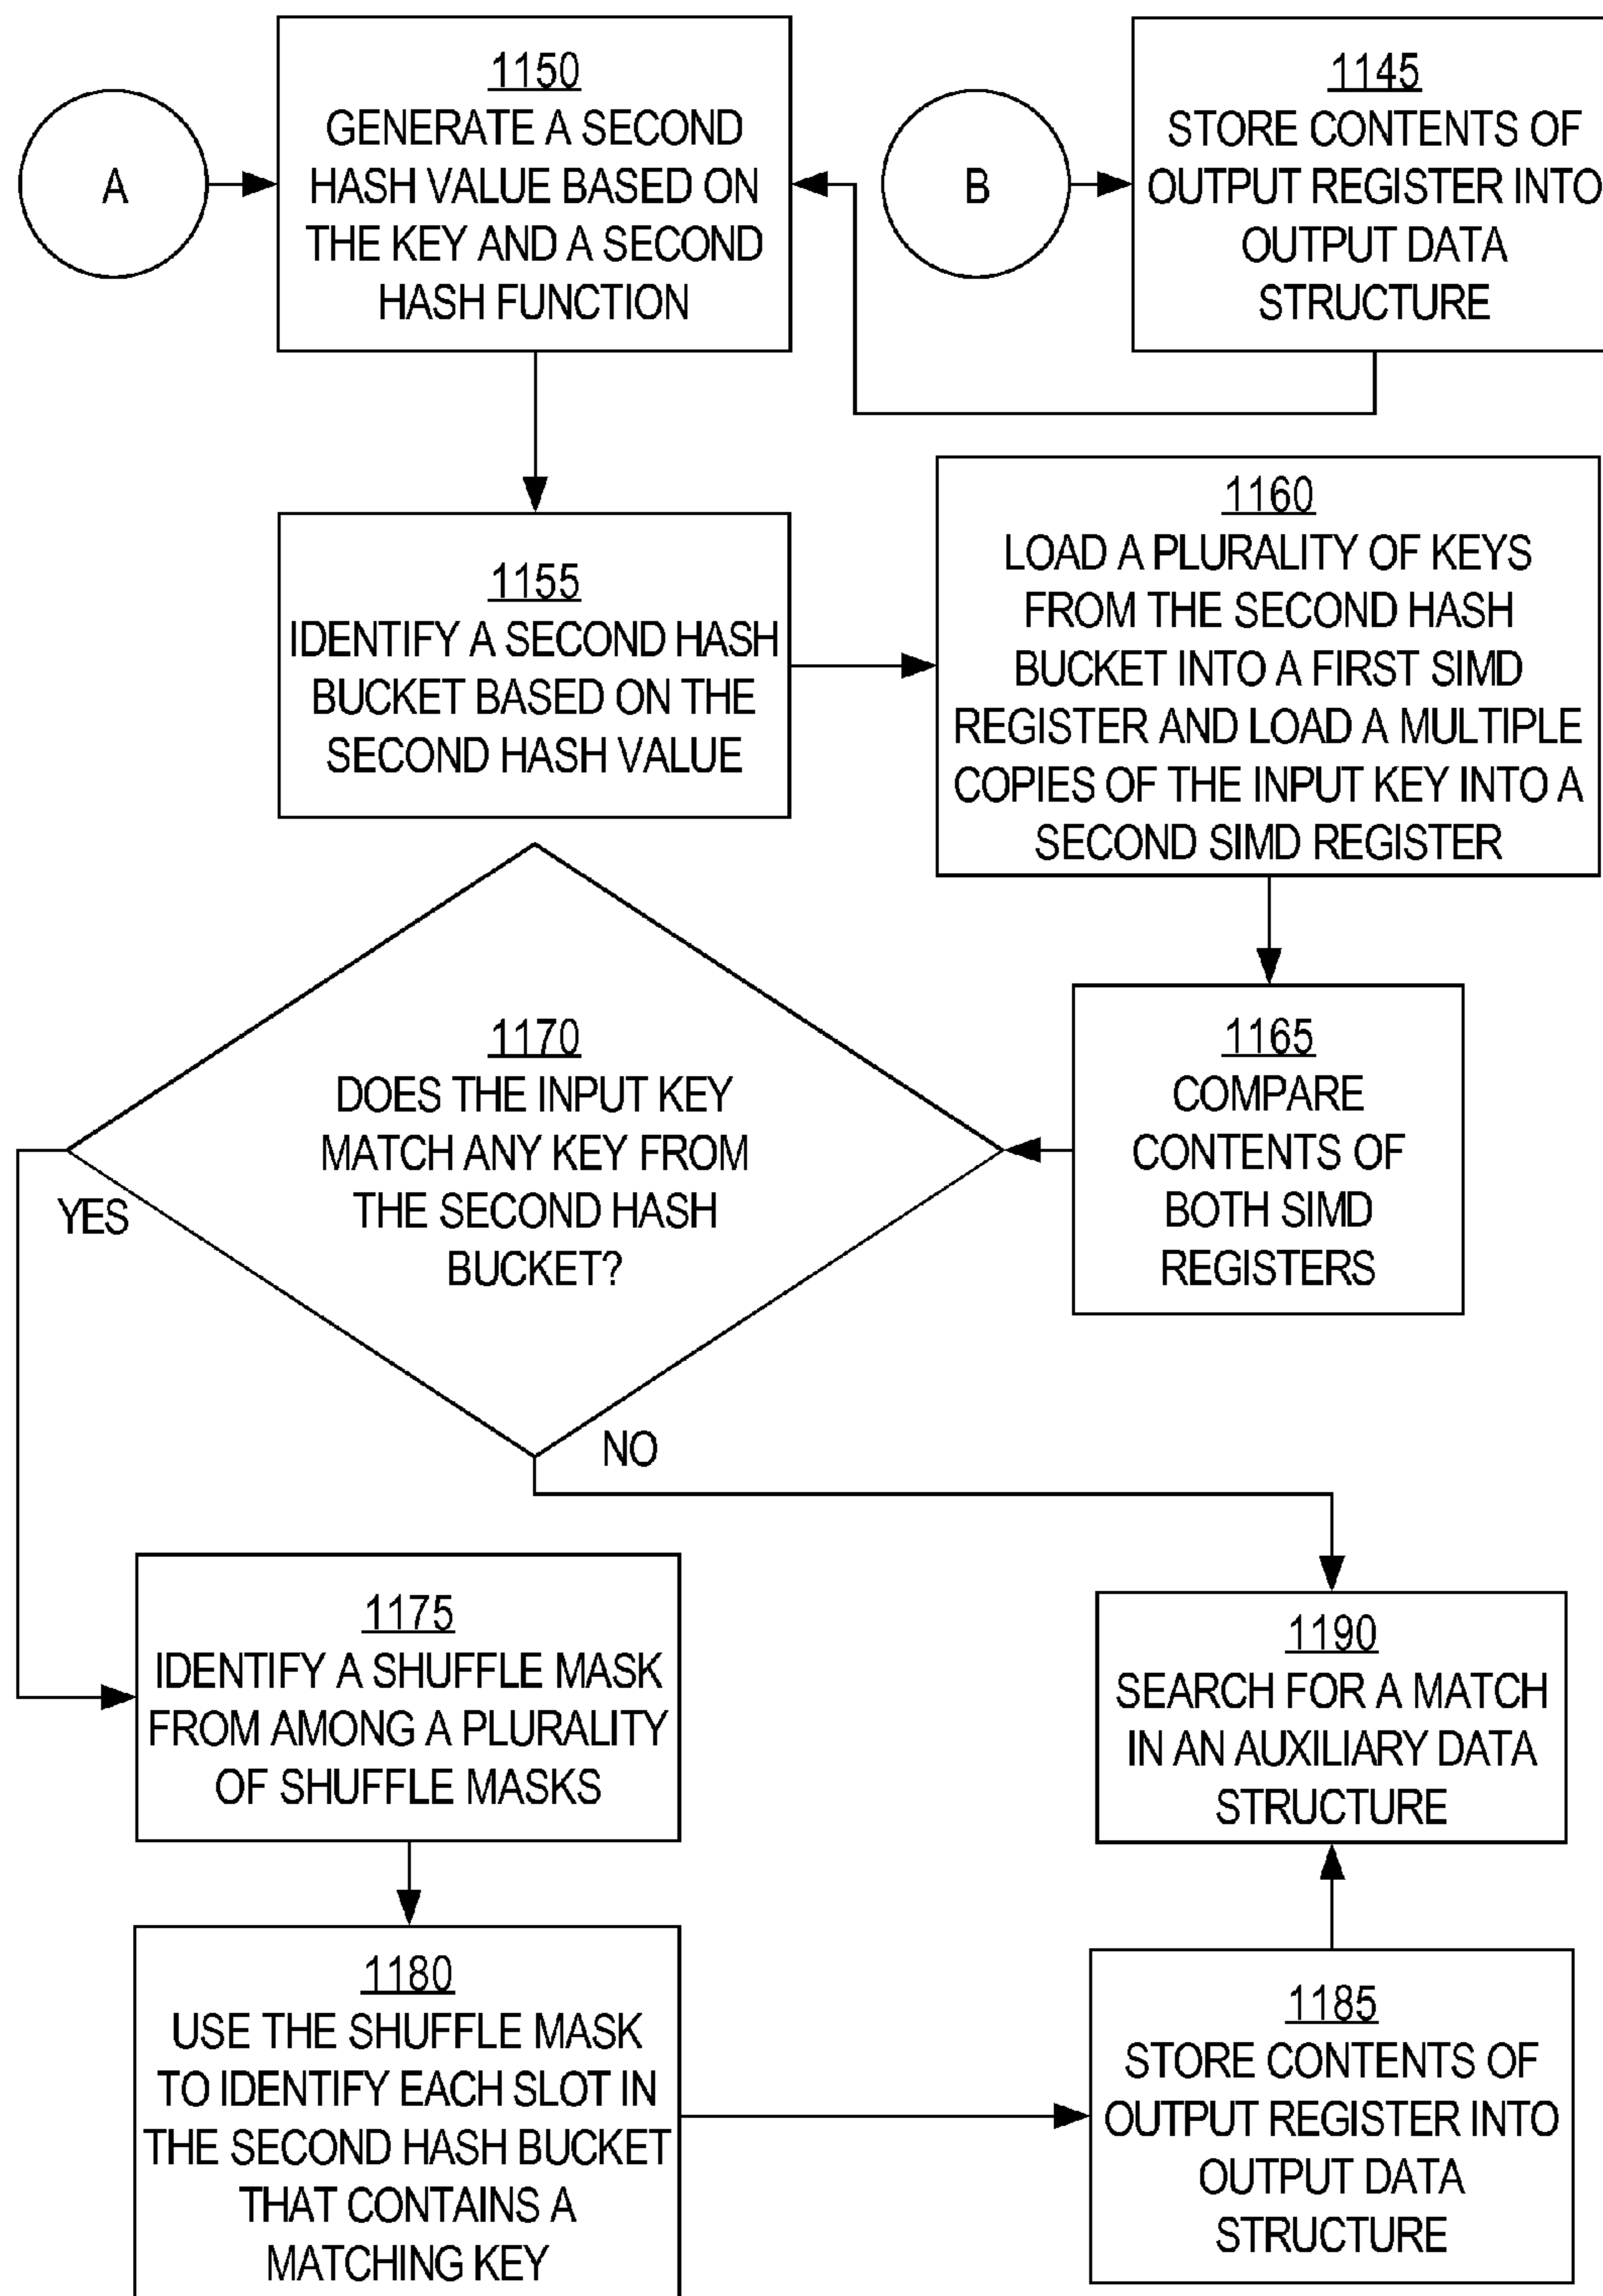 A
1150
GENERATE A SECOND
HASH VALUE BASED ON
THE KEY AND A SECOND
HASH FUNCTION
B
1145
STORE CONTENTS OF
OUTPUT REGISTER INTO
OUTPUT DATA
STRUCTURE
1155
IDENTIFY A SECOND HASH
BUCKET BASED ON THE
SECOND HASH VALUE
1160
LOAD A PLURALITY OF KEYS
FROM THE SECOND HASH
BUCKET INTO A FIRST SIMD
REGISTER AND LOAD A MULTIPLE
COPIES OF THE INPUT KEY INTO A
SECOND SIMD REGISTER
1165
COMPARE
CONTENTS OF
BOTH SIMD
REGISTERS
1170
DOES THE INPUT KEY
MATCH ANY KEY FROM
THE SECOND HASH
BUCKET?
YES
NO
1175
IDENTIFY A SHUFFLE MASK
FROM AMONG A PLURALITY
OF SHUFFLE MASKS
1190
SEARCH FOR A MATCH
IN AN AUXILIARY DATA
STRUCTURE
1180
USE THE SHUFFLE MASK
TO IDENTIFY EACH SLOT IN
THE SECOND HASH BUCKET
THAT CONTAINS A
MATCHING KEY
1185
STORE CONTENTS OF
OUTPUT REGISTER INTO
OUTPUT DATA
STRUCTURE